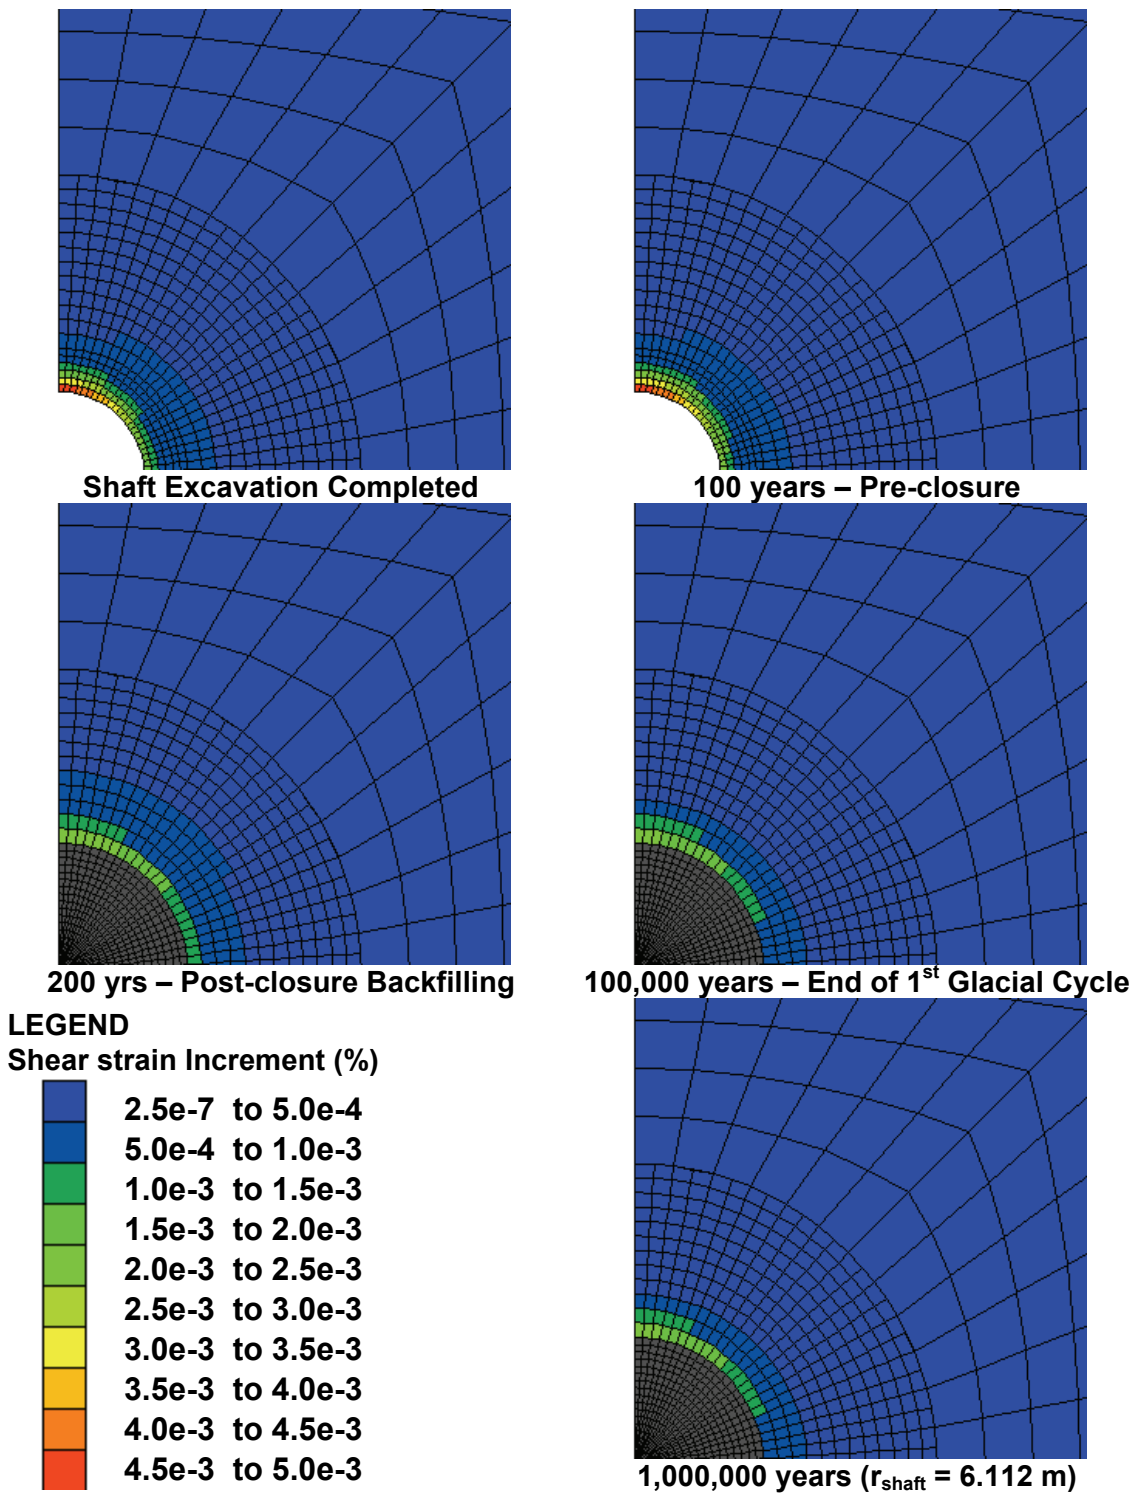 Shaft Excavation Completed
100 years – Pre-closure
200 yrs – Post-closure Backfilling
100,000 years – End of 1st Glacial Cycle
LEGEND
Shear strain Increment (%)
2.5e-7 to 5.0e-4
5.0e-4 to 1.0e-3
1.0e-3 to 1.5e-3
1.5e-3 to 2.0e-3
2.0e-3 to 2.5e-3
2.5e-3 to 3.0e-3
3.0e-3 to 3.5e-3
3.5e-3 to 4.0e-3
4.0e-3 to 4.5e-3
4.5e-3 to 5.0e-3
1,000,000 years (rshaft = 6.112 m)